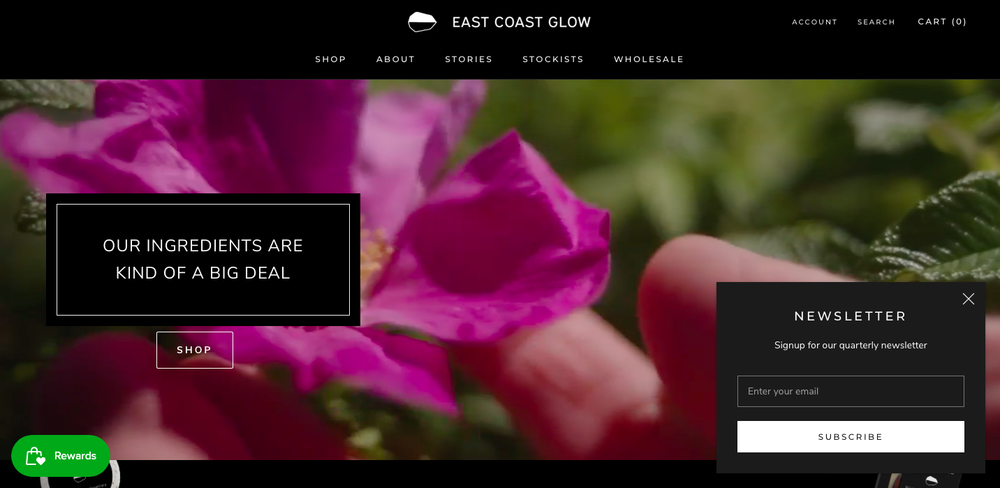 EAST COAST GLOW
ACCOUNT
SEARCH
CART (0)
SHOP
ABOUT
STORIES
STOCKISTS
WHOLESALE
OUR INGREDIENTS ARE
KIND OF A BIG DEAL
SHOP
NEWSLETTER
Signup for our quarterly newsletter
Enter your email
SUBSCRIBE
Rewards